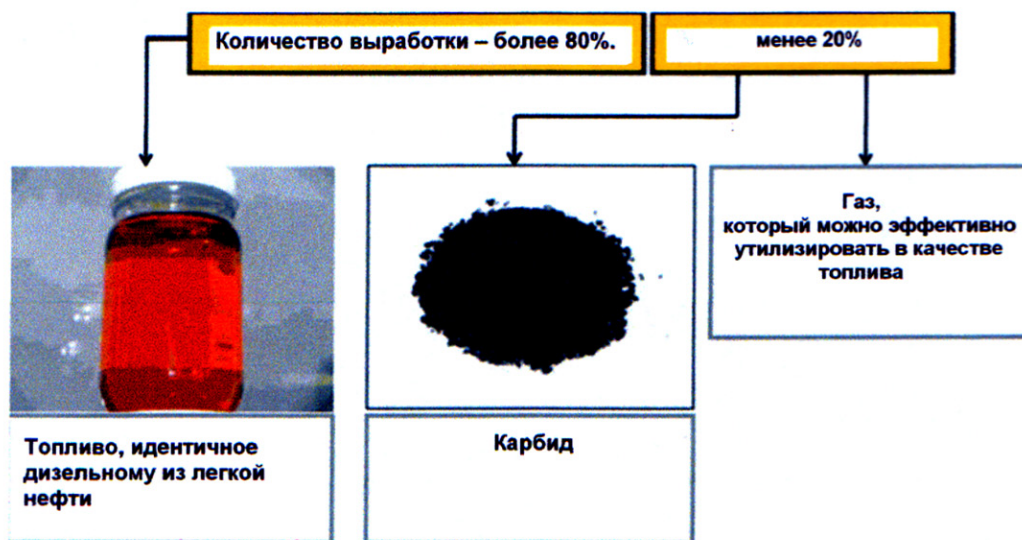 Количество выработки – более 80%.
менее 20%
Газ,
который можно эффективно
утилизировать в качестве
топлива
Топливо, идентичное
дизельному из легкой
нефти
Карбид